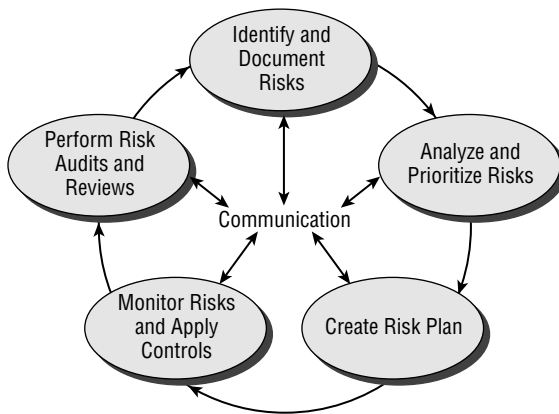 Identify and
Document
Risks
Analyze and
Prioritize Risks
Create Risk Plan
Monitor Risks
and Apply
Controls
Perform Risk
Audits and
Reviews
Communication